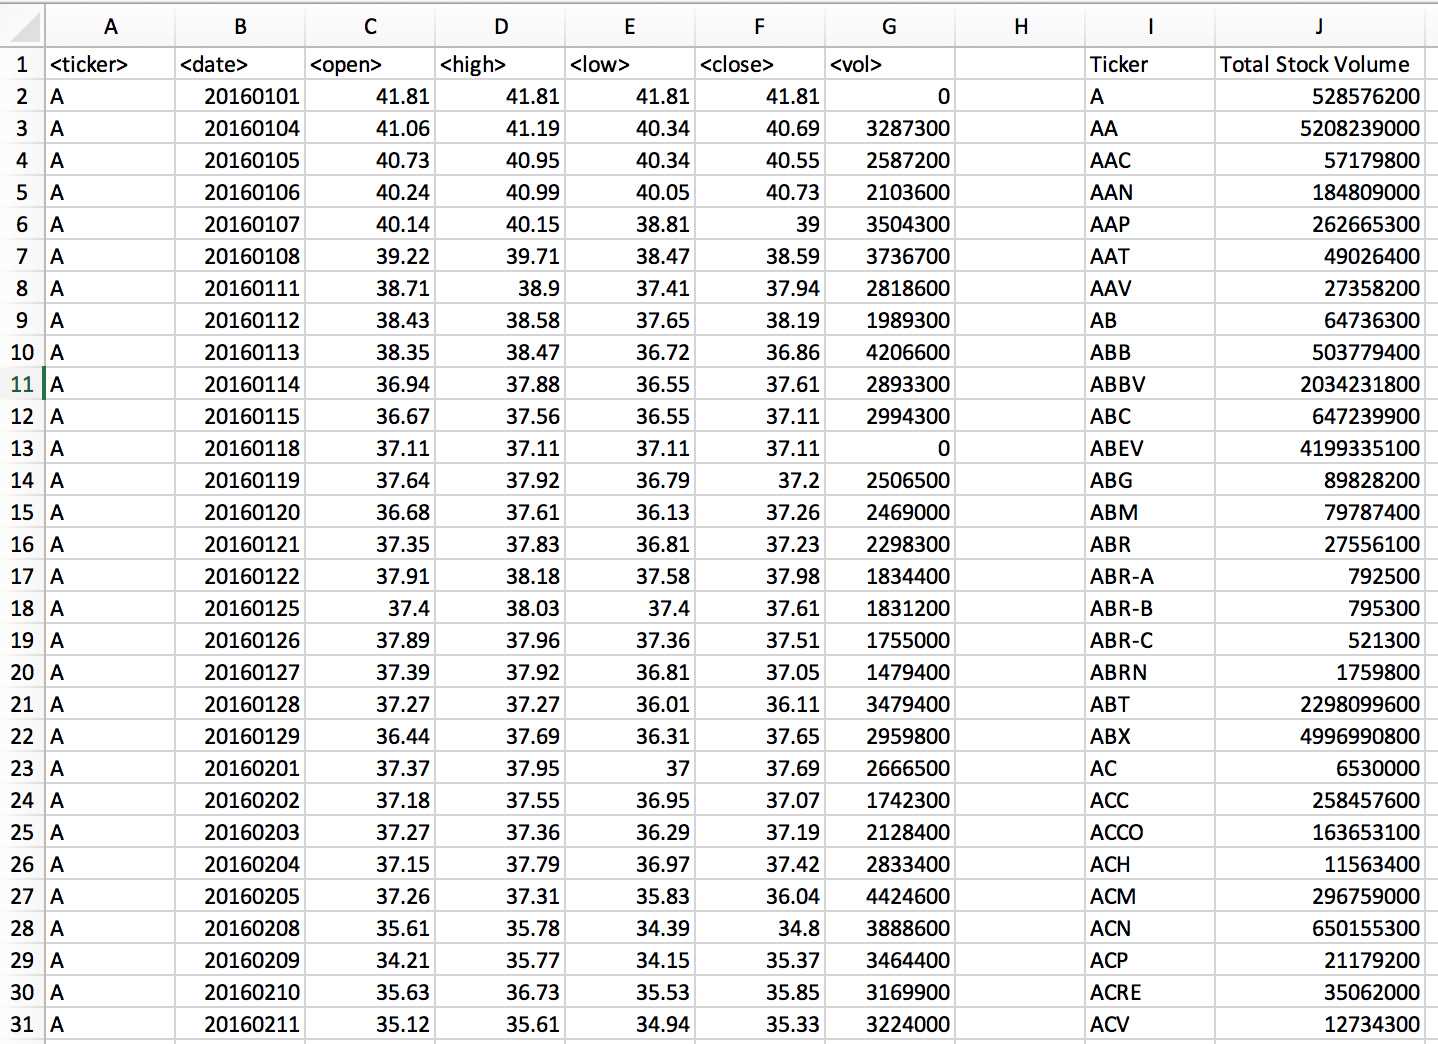 A B C D E F G H I J
1 <ticker> <date> <open> <high> <low> <close> <vol> Ticker Total Stock Volume
2 A 20160101 41.81 41.81 41.81 41.81 0 A 528576200
3 A 20160104 41.06 41.19 40.34 40.69 3287300 AA 5208239000
4 A 20160105 40.73 40.95 40.34 40.55 2587200 AAC 57179800
5 A 20160106 40.24 40.99 40.05 40.73 2103600 AAN 184809000
6 A 20160107 40.14 40.15 38.81 39 3504300 AAP 262665300
7 A 20160108 39.22 39.71 38.47 38.59 3736700 AAT 49026400
8 A 20160111 38.71 38.9 37.41 37.94 2818600 AAV 27358200
9 A 20160112 38.43 38.58 37.65 38.19 1989300 AB 64736300
10 A 20160113 38.35 38.47 36.72 36.86 4206600 ABB 503779400
11 A 20160114 36.94 37.88 36.55 37.61 2893300 ABBV 2034231800
12 A 20160115 36.67 37.56 36.55 37.11 2994300 ABC 647239900
13 A 20160118 37.11 37.11 37.11 37.11 0 ABEV 4199335100
14 A 20160119 37.64 37.92 36.79 37.2 2506500 ABG 89828200
15 A 20160120 36.68 37.61 36.13 37.26 2469000 ABM 79787400
16 A 20160121 37.35 37.83 36.81 37.23 2298300 ABR 27556100
17 A 20160122 37.91 38.18 37.58 37.98 1834400 ABR-A 792500
18 A 20160125 37.4 38.03 37.4 37.61 1831200 ABR-B 795300
19 A 20160126 37.89 37.96 37.36 37.51 1755000 ABR-C 521300
20 A 20160127 37.39 37.92 36.81 37.05 1479400 ABRN 1759800
21 A 20160128 37.27 37.27 36.01 36.11 3479400 ABT 2298099600
22 A 20160129 36.44 37.69 36.31 37.65 2959800 ABX 4996990800
23 A 20160201 37.37 37.95 37 37.69 2666500 AC 6530000
24 A 20160202 37.18 37.55 36.95 37.07 1742300 ACC 258457600
25 A 20160203 37.27 37.36 36.29 37.19 2128400 ACCO 163653100
26 A 20160204 37.15 37.79 36.97 37.42 2833400 ACH 11563400
27 A 20160205 37.26 37.31 35.83 36.04 4424600 ACM 296759000
28 A 20160208 35.61 35.78 34.39 34.8 3888600 ACN 650155300
29 A 20160209 34.21 35.77 34.15 35.37 3464400 ACP 21179200
30 A 20160210 35.63 36.73 35.53 35.85 3169900 ACRE 35062000
31 A 20160211 35.12 35.61 34.94 35.33 3224000 ACV 12734300